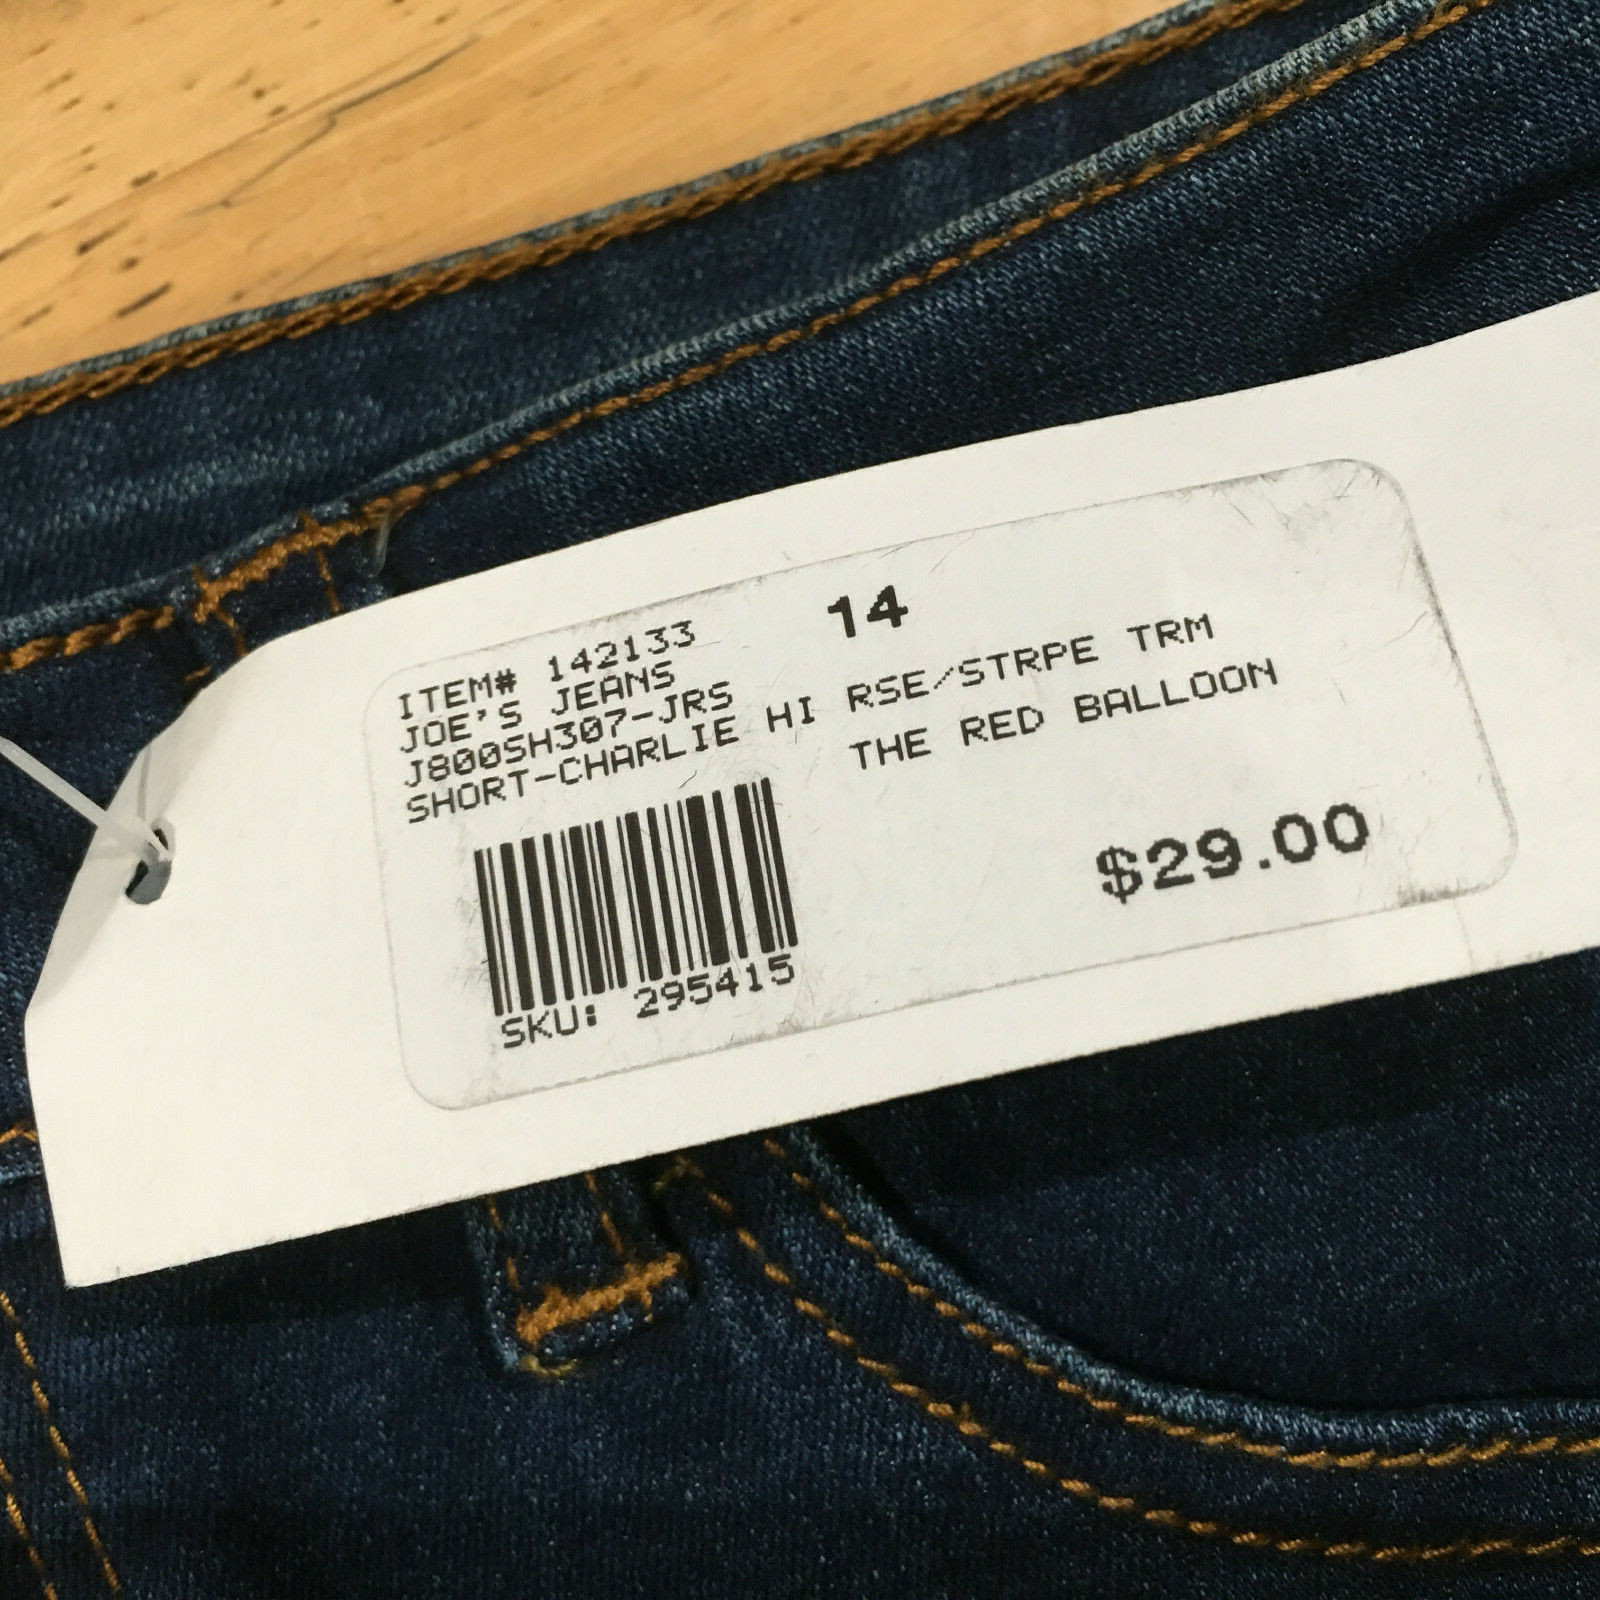 ITEM# 142133 14
JOE'S JEANS
J800SH307-JRS
SHORT-CHARLIE HI RSE/STRPE TRM
THE RED BALLOON
$29.00
SKU: 295415